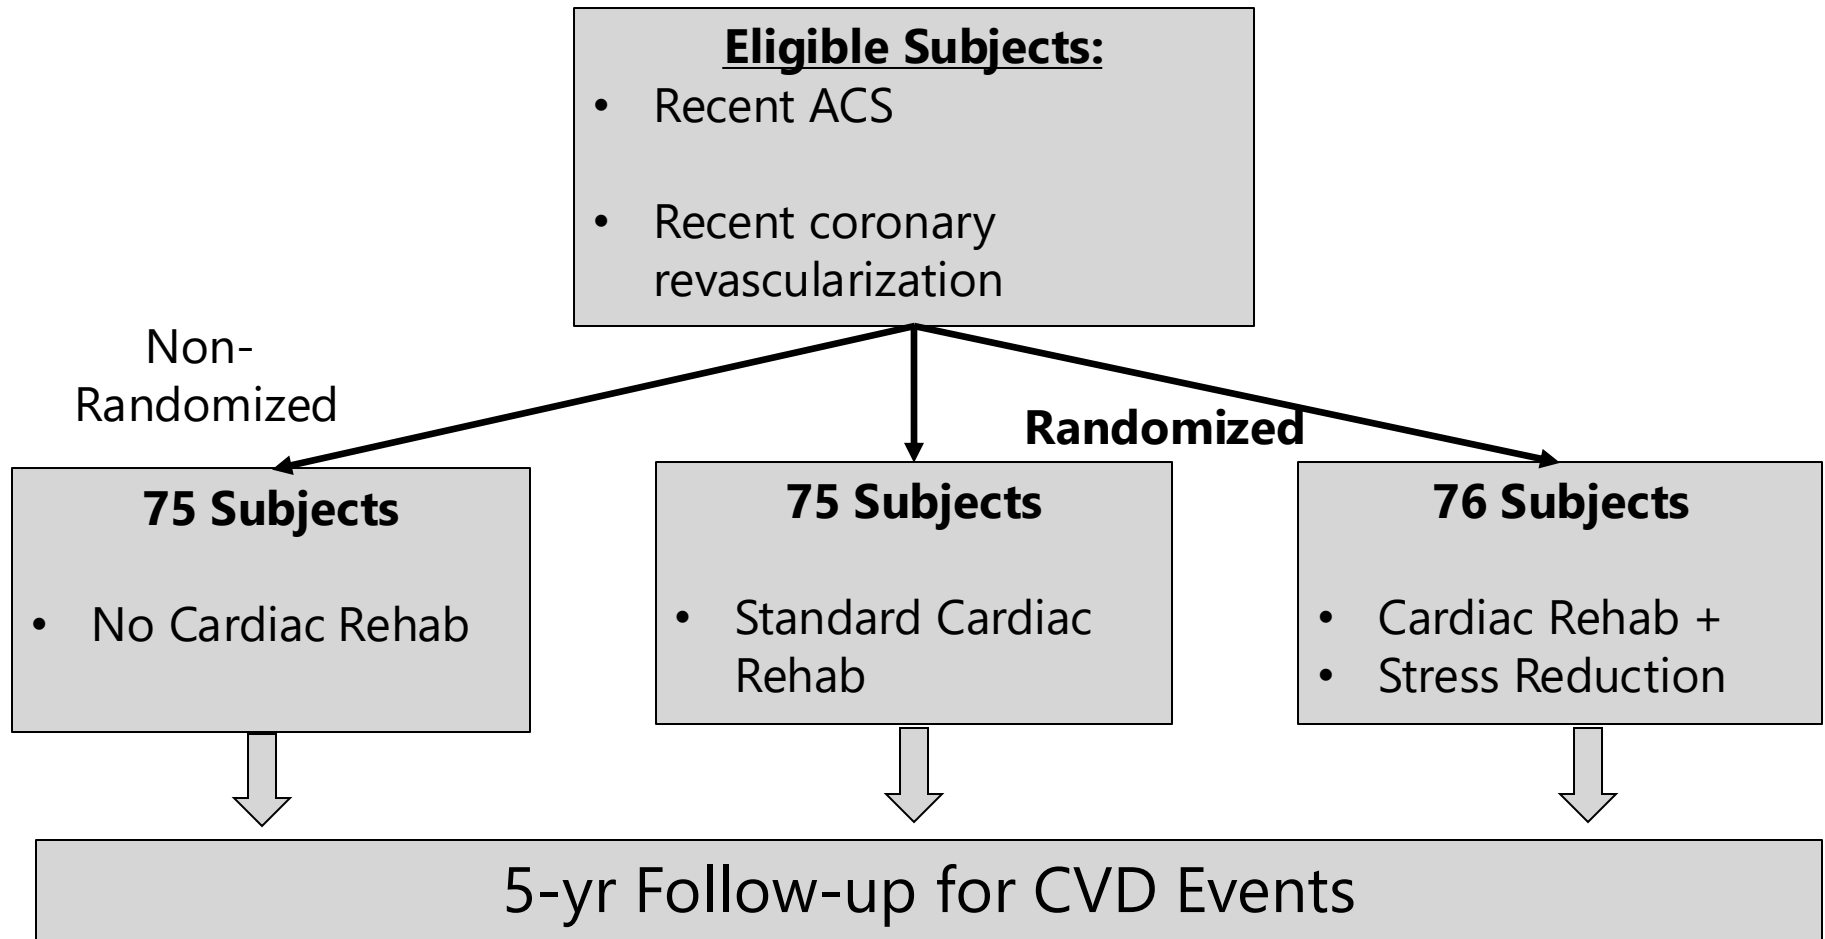 Eligible Subjects:
• Recent ACS
• Recent coronary
revascularization
Non-
Randomized
Randomized
75 Subjects
• No Cardiac Rehab
75 Subjects
• Standard Cardiac
Rehab
76 Subjects
• Cardiac Rehab +
• Stress Reduction
5-yr Follow-up for CVD Events